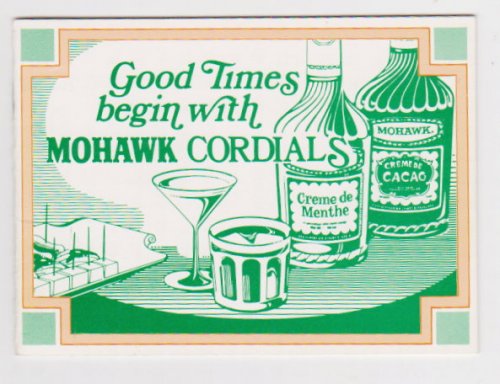 Good Times
begin with
MOHAWK CORDIALS
Creme de
Menthe
MOHAWK
CREME DE
CACAO